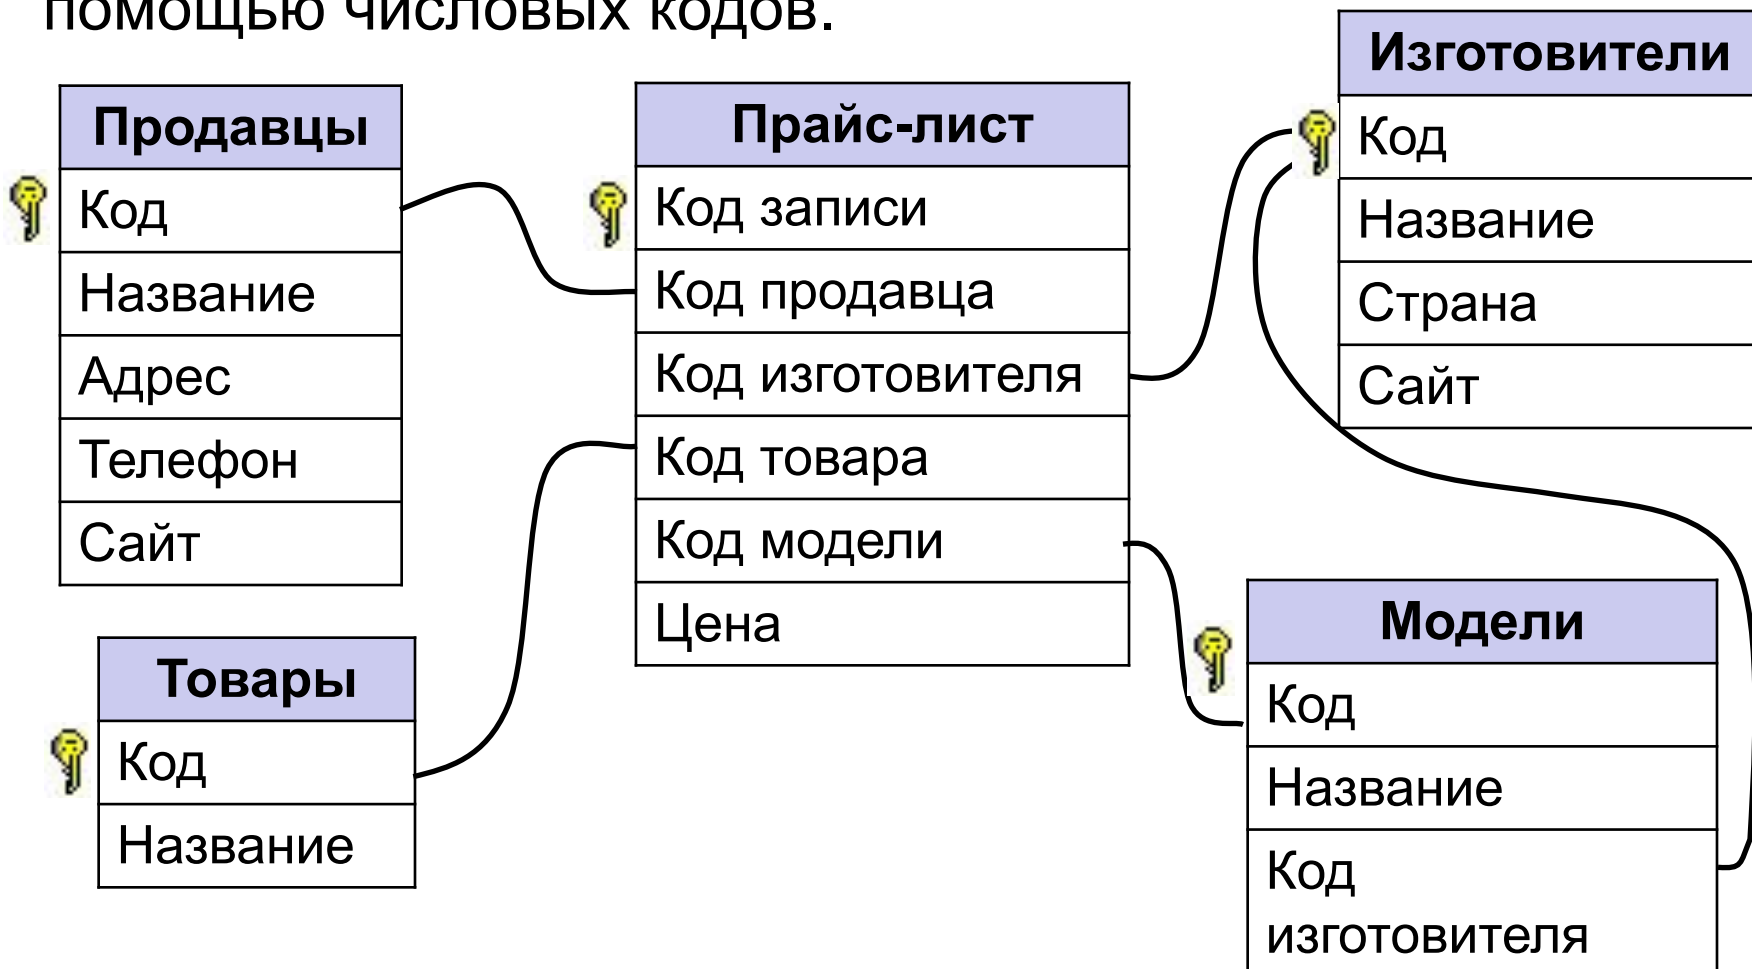 помощью числовых кодов.
Продавцы
Код
Название
Адрес
Телефон
Сайт
Товары
Код
Название
Прайс-лист
Код записи
Код продавца
Код изготовителя
Код товара
Код модели
Цена
Изготовители
Код
Название
Страна
Сайт
Модели
Код
Название
Код
изготовителя